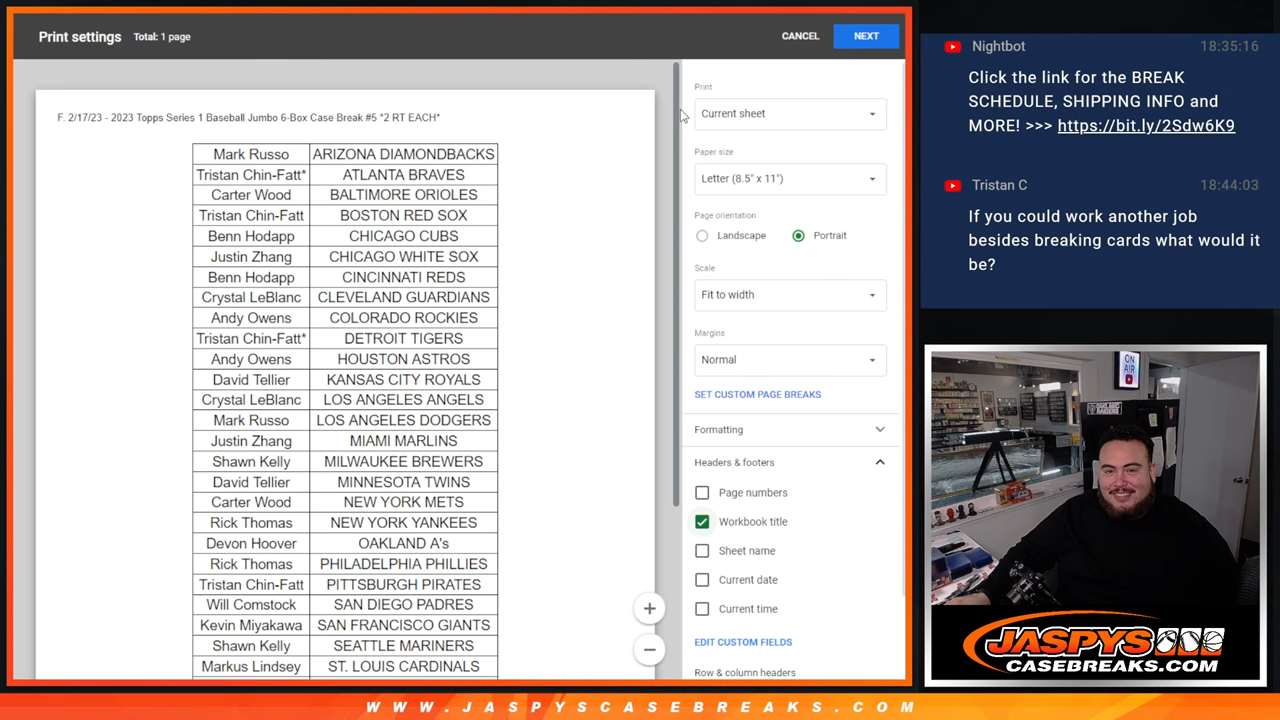 Print settings Total: 1 page CANCEL NEXT
F. 2/17/23 - 2023 Topps Series 1 Baseball Jumbo 6-Box Case Break #5 *2 RT EACH*
Mark Russo ARIZONA DIAMONDBACKS
Tristan Chin-Fatt* ATLANTA BRAVES
Carter Wood BALTIMORE ORIOLES
Tristan Chin-Fatt BOSTON RED SOX
Benn Hodapp CHICAGO CUBS
Justin Zhang CHICAGO WHITE SOX
Benn Hodapp CINCINNATI REDS
Crystal LeBlanc CLEVELAND GUARDIANS
Andy Owens COLORADO ROCKIES
Tristan Chin-Fatt* DETROIT TIGERS
Andy Owens HOUSTON ASTROS
David Tellier KANSAS CITY ROYALS
Crystal LeBlanc LOS ANGELES ANGELS
Mark Russo LOS ANGELES DODGERS
Justin Zhang MIAMI MARLINS
Shawn Kelly MILWAUKEE BREWERS
David Tellier MINNESOTA TWINS
Carter Wood NEW YORK METS
Rick Thomas NEW YORK YANKEES
Devon Hoover OAKLAND A's
Rick Thomas PHILADELPHIA PHILLIES
Tristan Chin-Fatt PITTSBURGH PIRATES
Will Comstock SAN DIEGO PADRES
Kevin Miyakawa SAN FRANCISCO GIANTS
Shawn Kelly SEATTLE MARINERS
Markus Lindsey ST. LOUIS CARDINALS
Print
Current sheet
Paper size
Letter (8.5" x 11")
Page orientation
Landscape Portrait
Scale
Fit to width
Margins
Normal
SET CUSTOM PAGE BREAKS
Formatting
Headers & footers
Page numbers
Workbook title
Sheet name
Current date
Current time
EDIT CUSTOM FIELDS
Row & column headers
Nightbot 18:35:16
Click the link for the BREAK
SCHEDULE, SHIPPING INFO and
MORE! >>> https://bit.ly/2Sdw6K9
Tristan C 18:44:03
If you could work another job
besides breaking cards what would it
be?
ON
AIR
JASPYS
CASEBREAKS.COM
WWW.JASPYSCASEBREAKS.COM